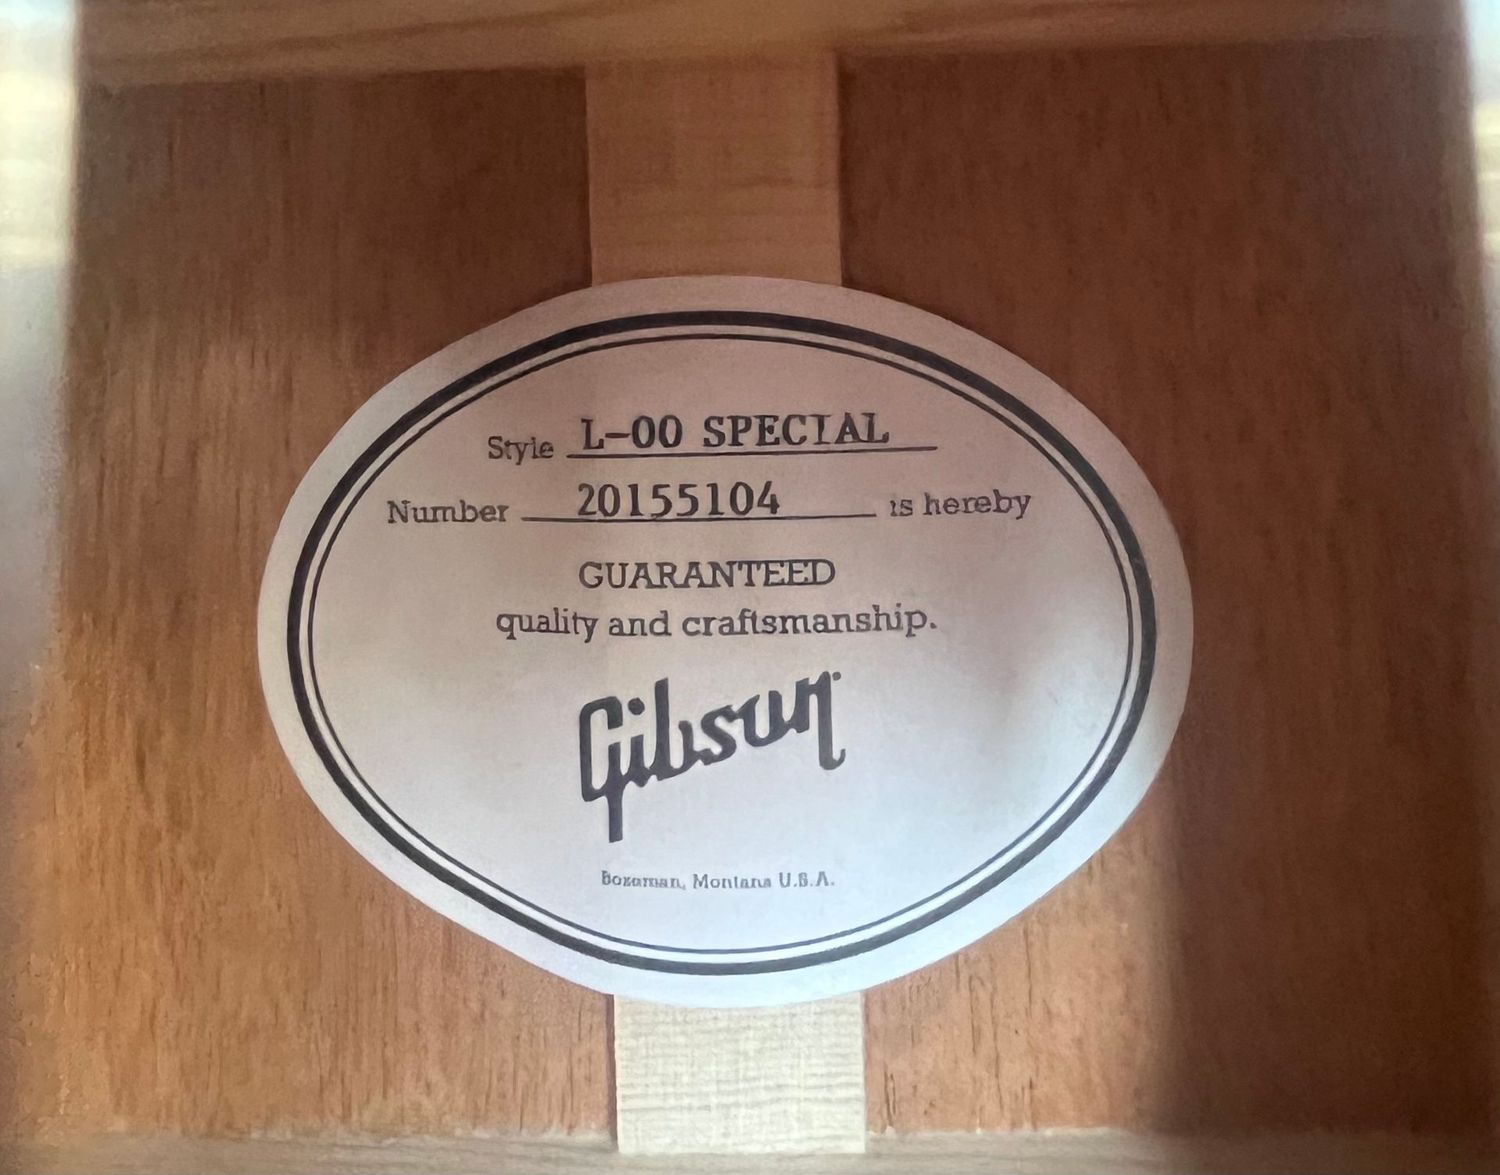 Style L-00 SPECIAL
Number 20155104 is hereby
GUARANTEED
quality and craftsmanship.
Gibson
Bozeman, Montana U.S.A.